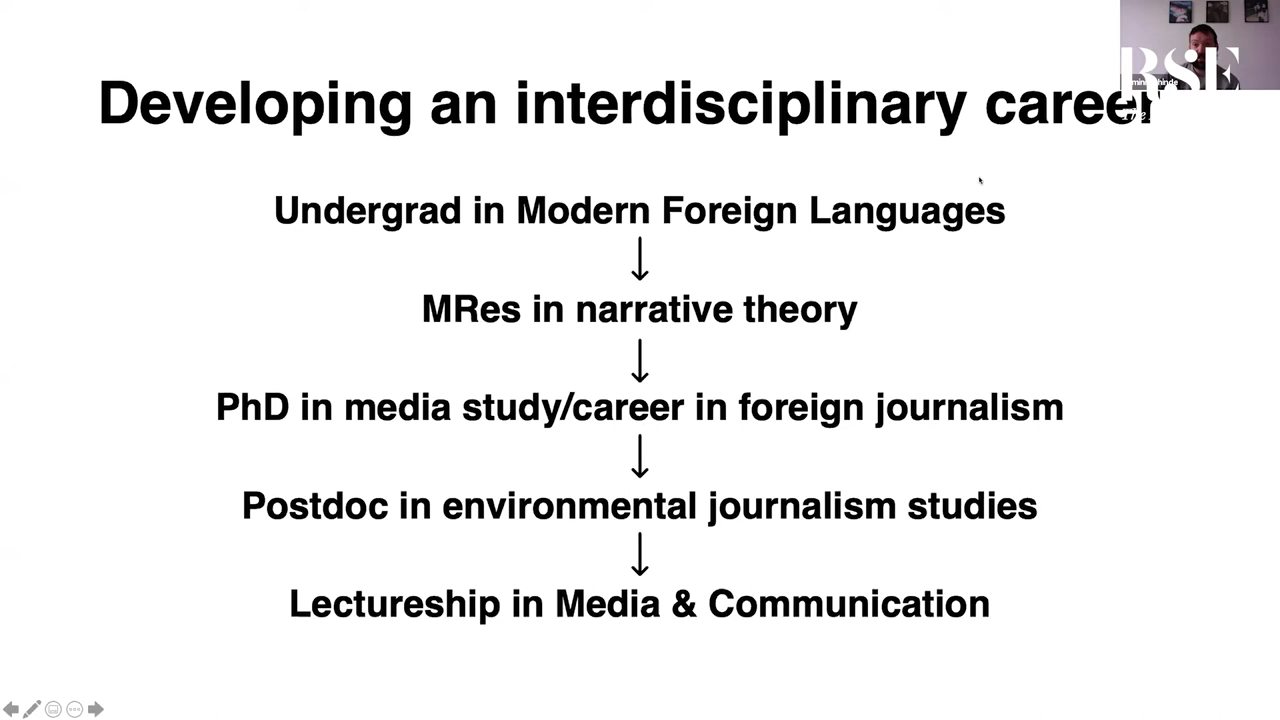 Developing an interdisciplinary career
RSE
Undergrad in Modern Foreign Languages
MRes in narrative theory
PhD in media study/career in foreign journalism
Postdoc in environmental journalism studies
Lectureship in Media & Communication